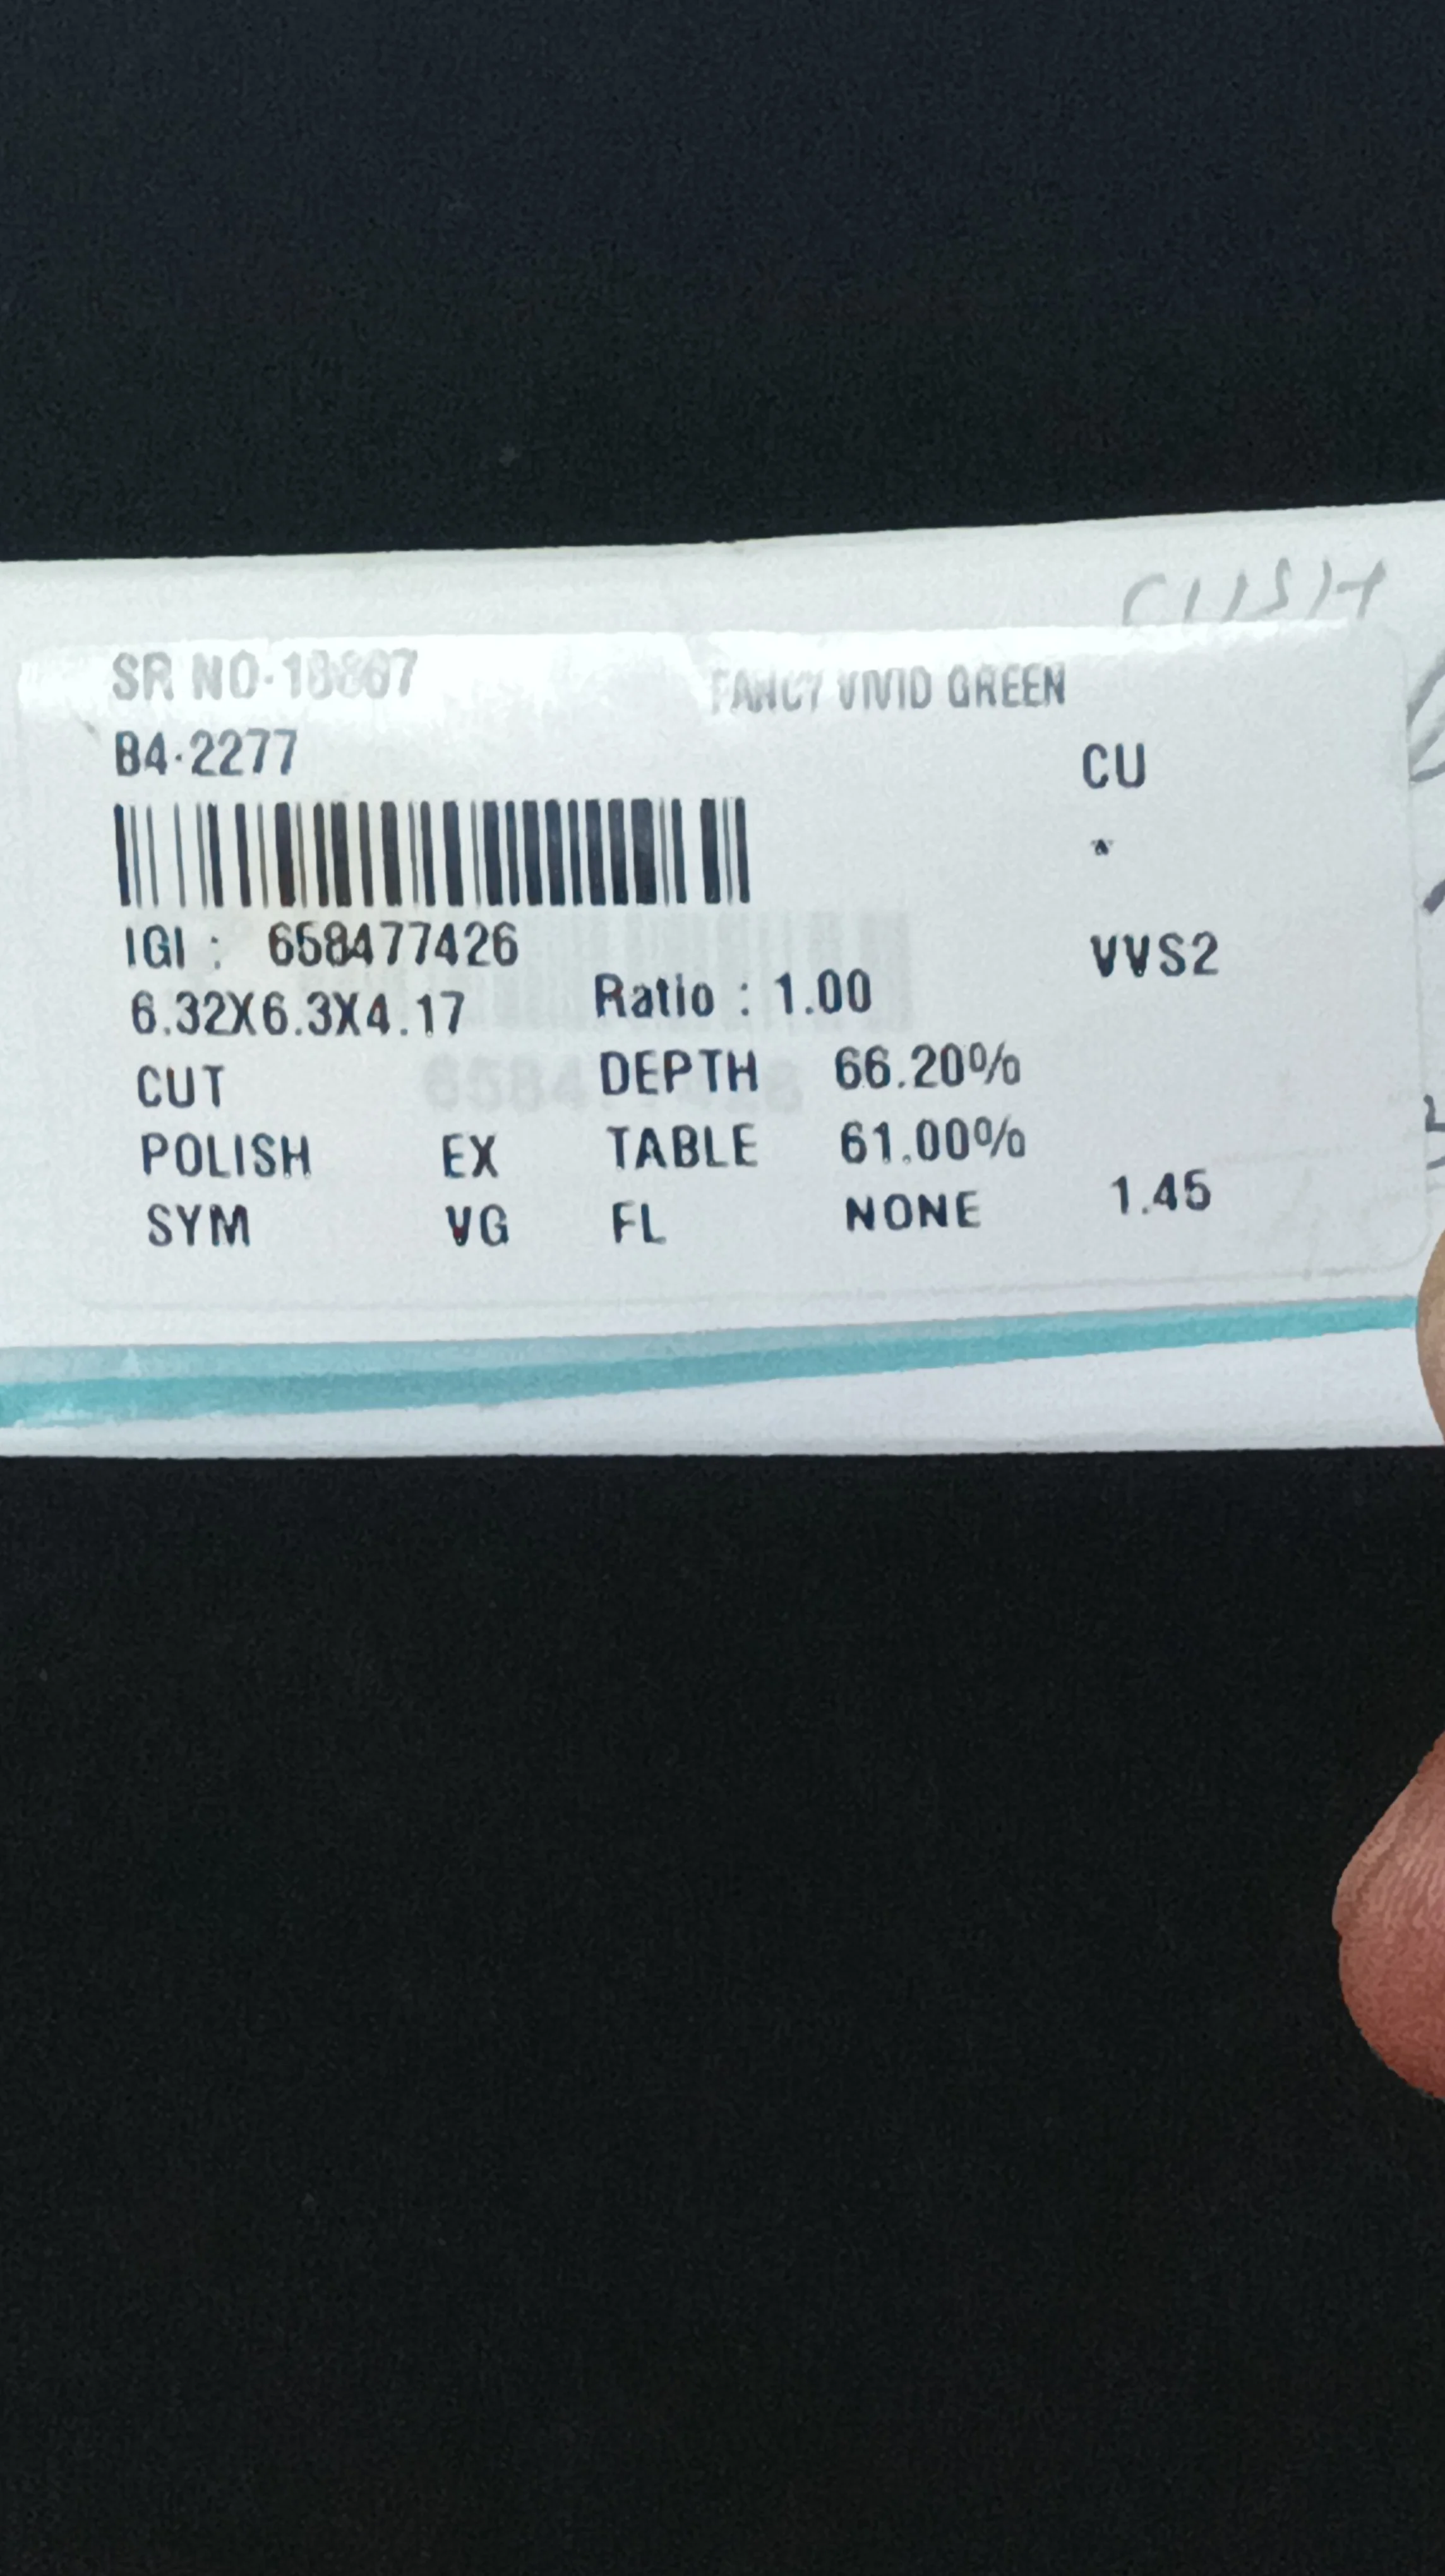 CUSH
SR NO-
FANCY VIVID GREEN
B4-2277
CU
*
IGI : 658477426
VVS2
6.32X6.3X4.17
Ratio : 1.00
CUT
DEPTH 66.20%
POLISH EX TABLE 61.00%
SYM VG FL NONE 1.45